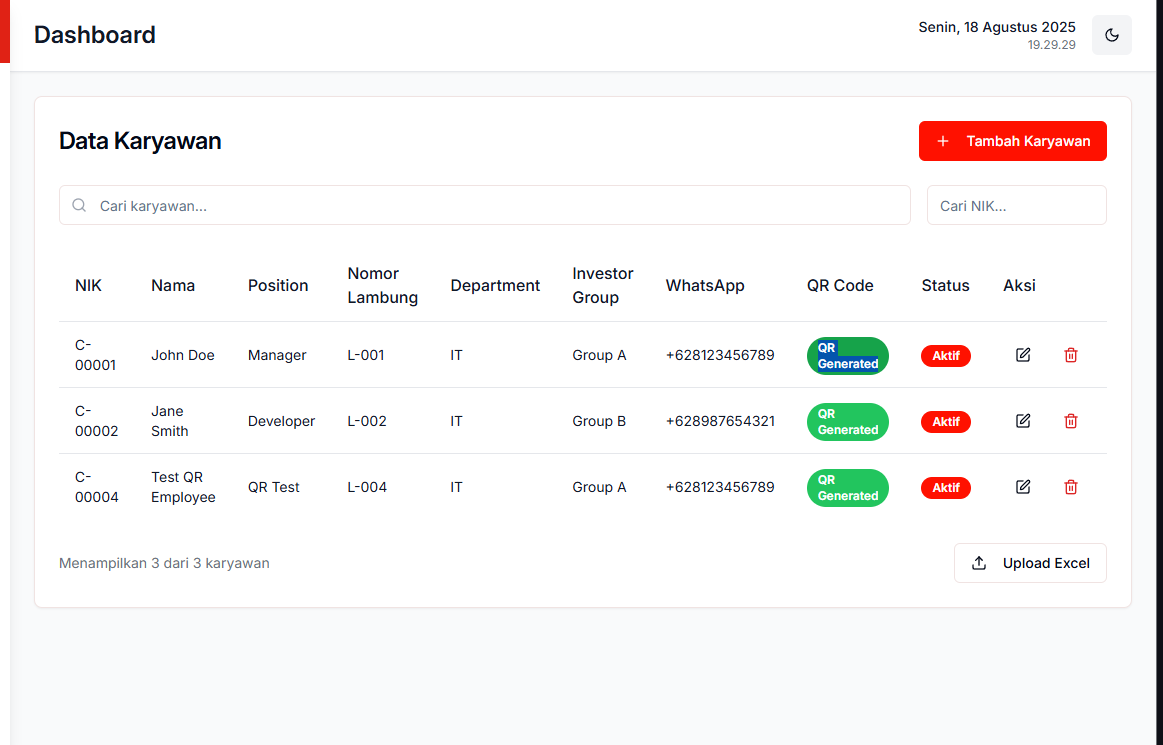 Dashboard
Senin, 18 Agustus 2025
19.29.29
Data Karyawan
Tambah Karyawan
Cari karyawan...
Cari NIK...
NIK Nama Position Nomor Lambung Department Investor Group WhatsApp QR Code Status Aksi
C-00001 John Doe Manager L-001 IT Group A +628123456789 QR Generated Aktif
C-00002 Jane Smith Developer L-002 IT Group B +628987654321 QR Generated Aktif
C-00004 Test QR Employee QR Test L-004 IT Group A +628123456789 QR Generated Aktif
Menampilkan 3 dari 3 karyawan
Upload Excel